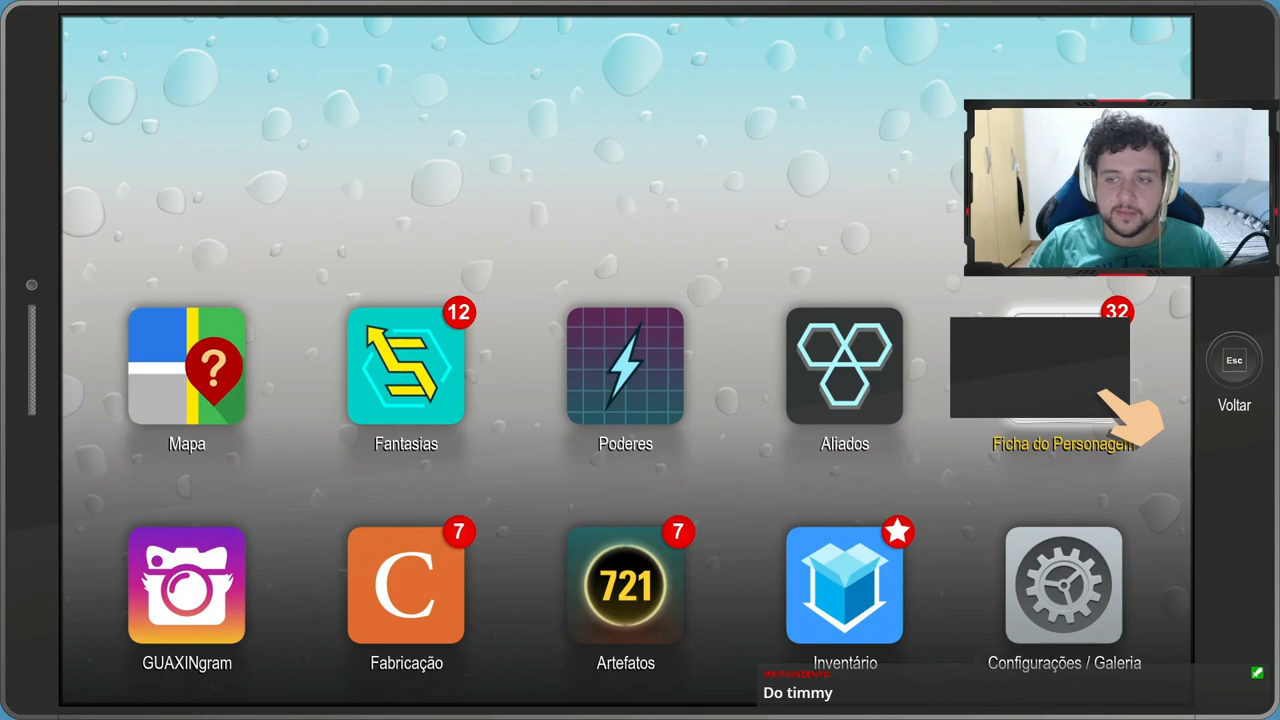 12
32
Mapa
Fantasias
Poderes
Aliados
Ficha do Personagem
Esc
Voltar
7
7
C
721
GUAXINgram
Fabricação
Artefatos
Inventário
Configurações / Galeria
Do timmy